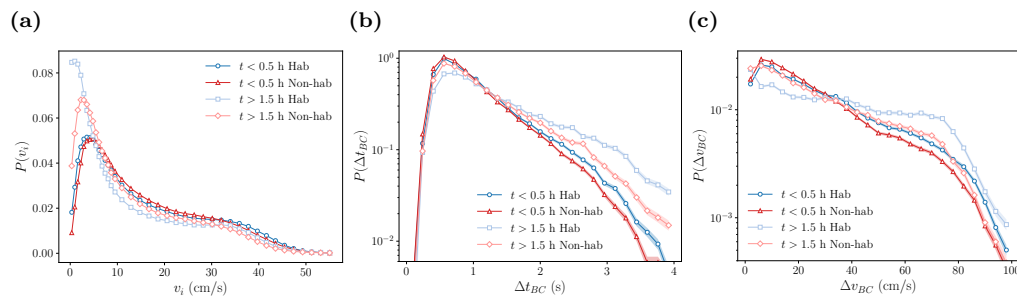 (a)
P(v_i)
0.08
0.06
0.04
0.02
0.00
0
10
20
30
40
50
v_i (cm/s)
t < 0.5 h Hab
t < 0.5 h Non-hab
t > 1.5 h Hab
t > 1.5 h Non-hab
(b)
P(Δt_BC)
10^0
10^−1
10^−2
0
1
2
3
4
Δt_BC (s)
t < 0.5 h Hab
t < 0.5 h Non-hab
t > 1.5 h Hab
t > 1.5 h Non-hab
(c)
P(Δv_BC)
10^−2
10^−3
0
20
40
60
80
100
Δv_BC (cm/s)
t < 0.5 h Hab
t < 0.5 h Non-hab
t > 1.5 h Hab
t > 1.5 h Non-hab